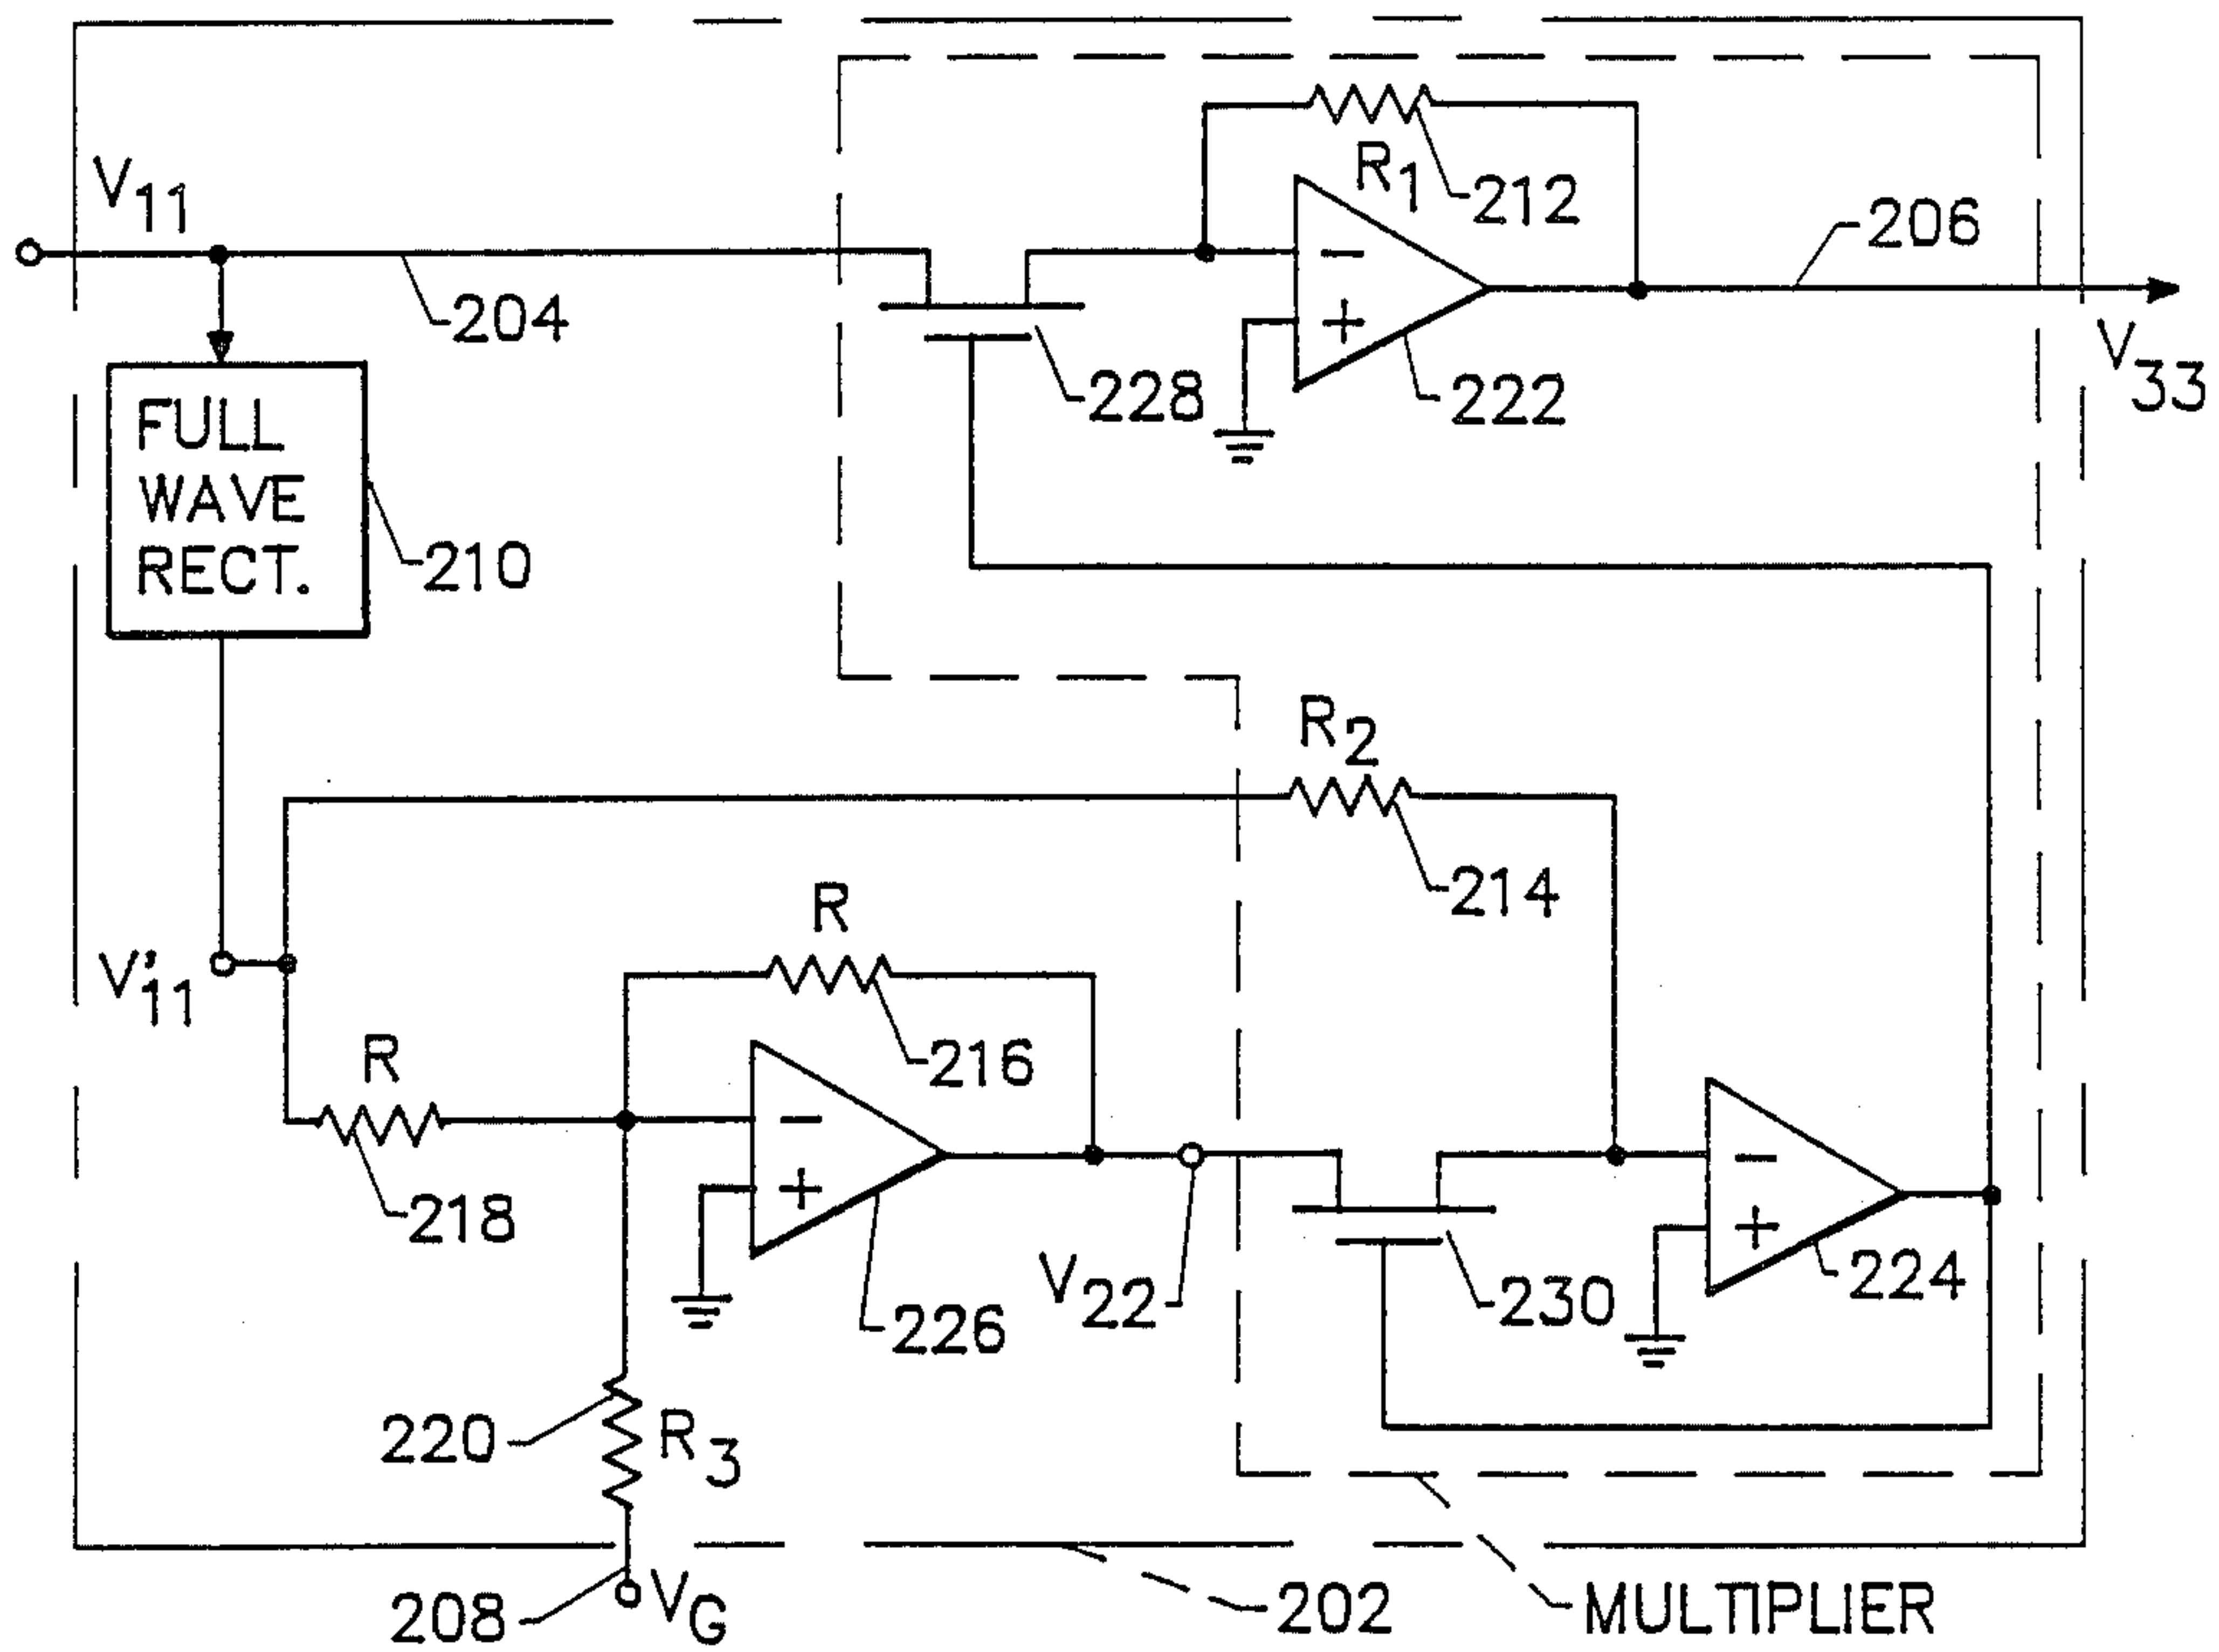 V11
R1
212
206
204
228
222
V33
FULL
WAVE
RECT.
210
R2
214
R
V'11
R
216
218
226
V22
230
224
220
R3
208
VG
202
MULTIPLIER
−
+
−
+
−
+